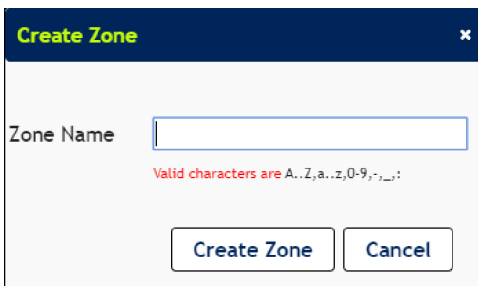 Create Zone ×
Zone Name
Valid characters are A..Z,a..z,0-9,-,_,:
Create Zone Cancel